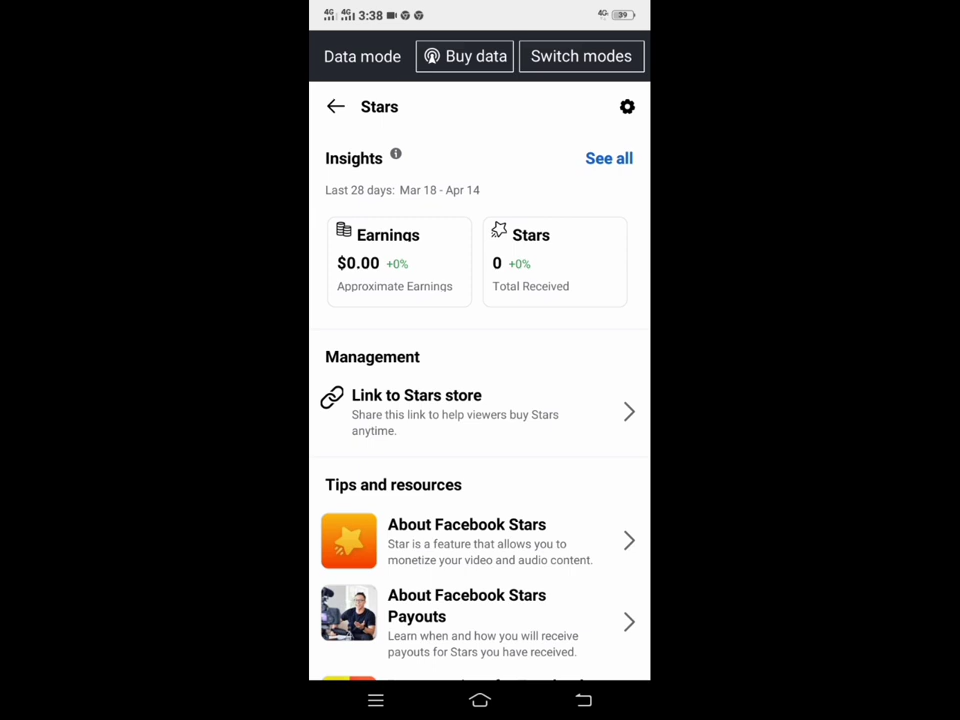 4G 4G 3:38 4G 39
Data mode Buy data Switch modes
Stars
Insights See all
Last 28 days: Mar 18 - Apr 14
Earnings Stars
$0.00 +0% 0 +0%
Approximate Earnings Total Received
Management
Link to Stars store
Share this link to help viewers buy Stars
anytime.
Tips and resources
About Facebook Stars
Star is a feature that allows you to
monetize your video and audio content.
About Facebook Stars
Payouts
Learn when and how you will receive
payouts for Stars you have received.